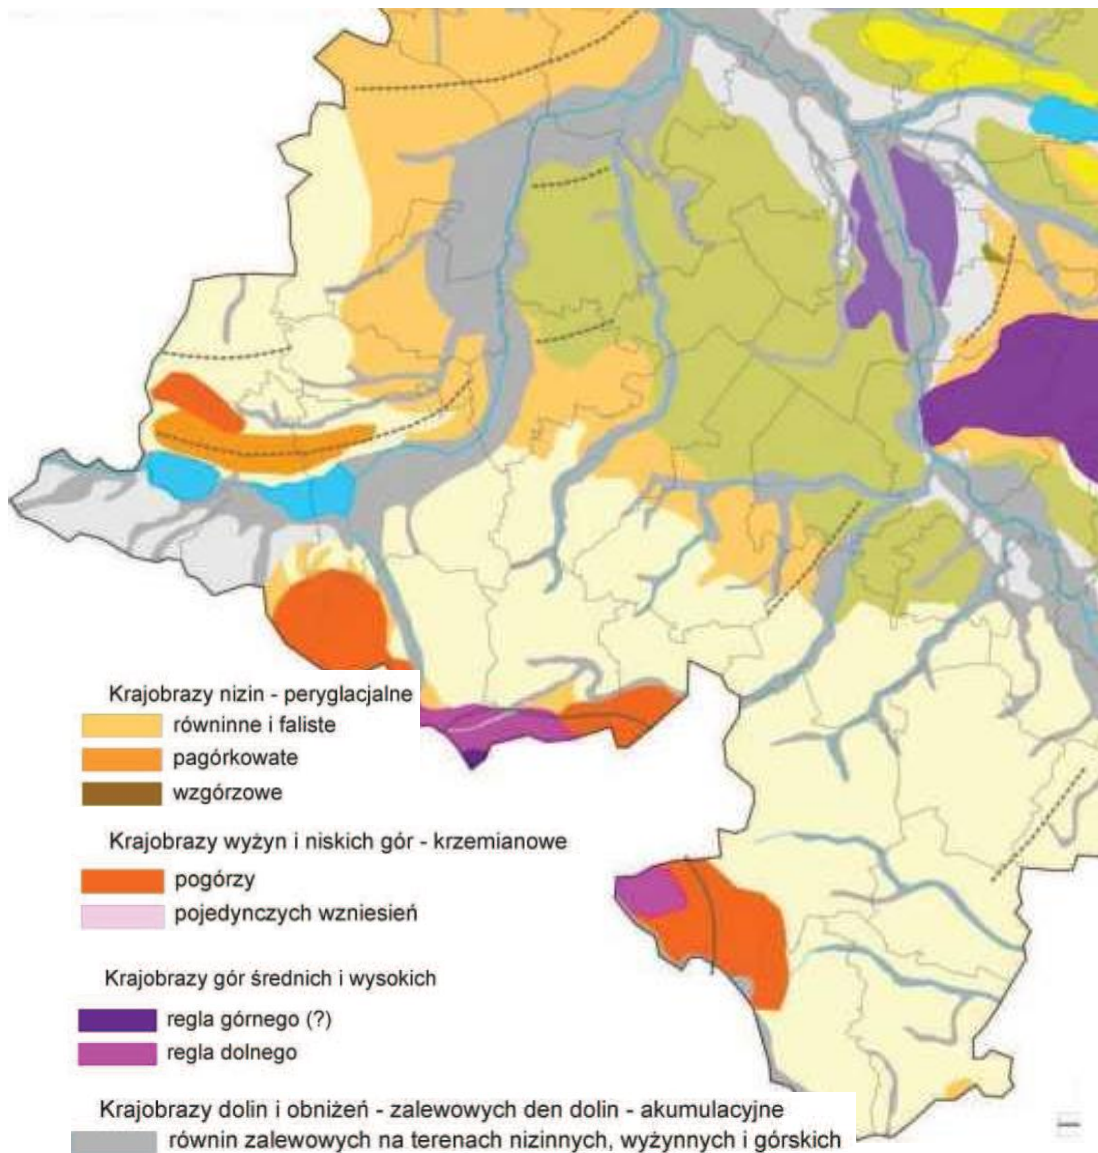 Krajobrazy nizin - peryglacjalne
równinne i faliste
pagórkowate
wzgórzowe
Krajobrazy wyżyn i niskich gór - krzemianowe
pogórzy
pojedynczych wzniesień
Krajobrazy gór średnich i wysokich
regla górnego (?)
regla dolnego
Krajobrazy dolin i obniżeń - zalewowych den dolin - akumulacyjne
równin zalewowych na terenach nizinnych, wyżynnych i górskich